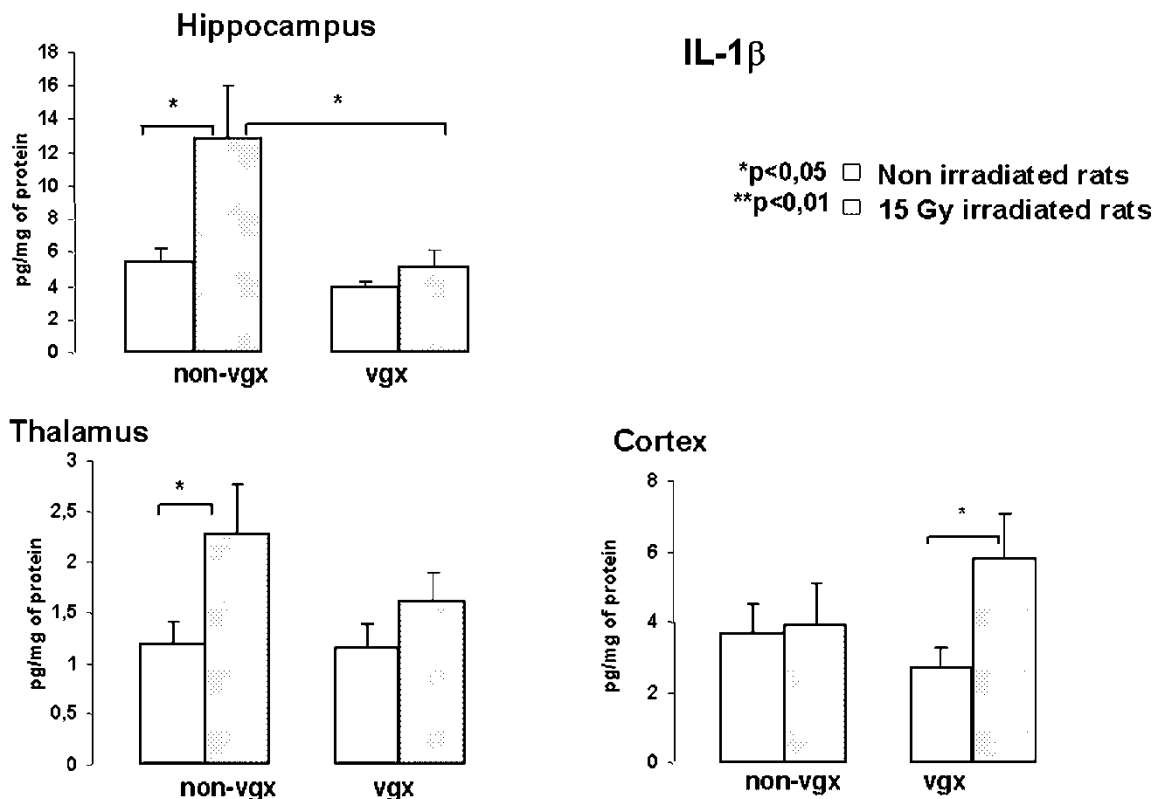 Hippocampus
IL-1β
18
16
14
12
10
8
6
4
2
0
pg/mg of protein
*
*
non-vgx vgx
*p<0,05 Non irradiated rats
**p<0,01 15 Gy irradiated rats
Thalamus
3
2,5
2
1,5
1
0,5
0
pg/mg of protein
*
non-vgx vgx
Cortex
8
6
4
2
0
pg/mg of protein
*
non-vgx vgx